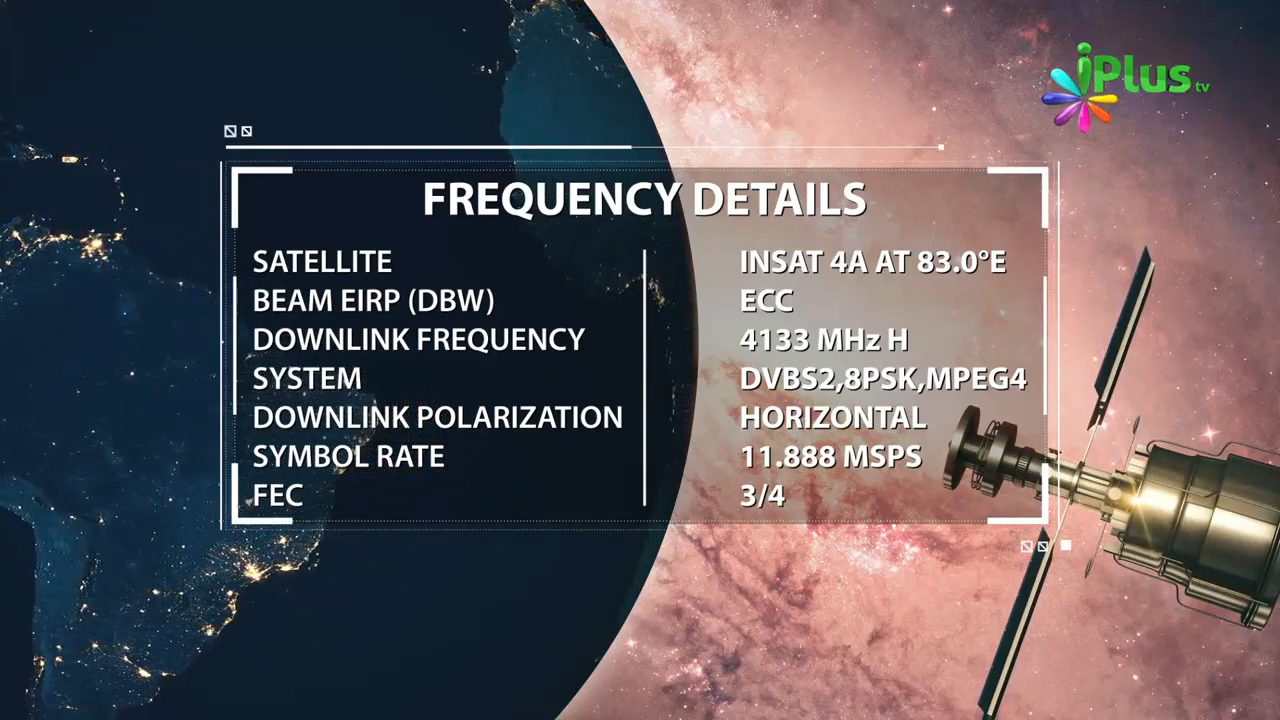 iPlus tv
FREQUENCY DETAILS
SATELLITE INSAT 4A AT 83.0°E
BEAM EIRP (DBW) ECC
DOWNLINK FREQUENCY 4133 MHz H
SYSTEM DVBS2,8PSK,MPEG4
DOWNLINK POLARIZATION HORIZONTAL
SYMBOL RATE 11.888 MSPS
FEC 3/4